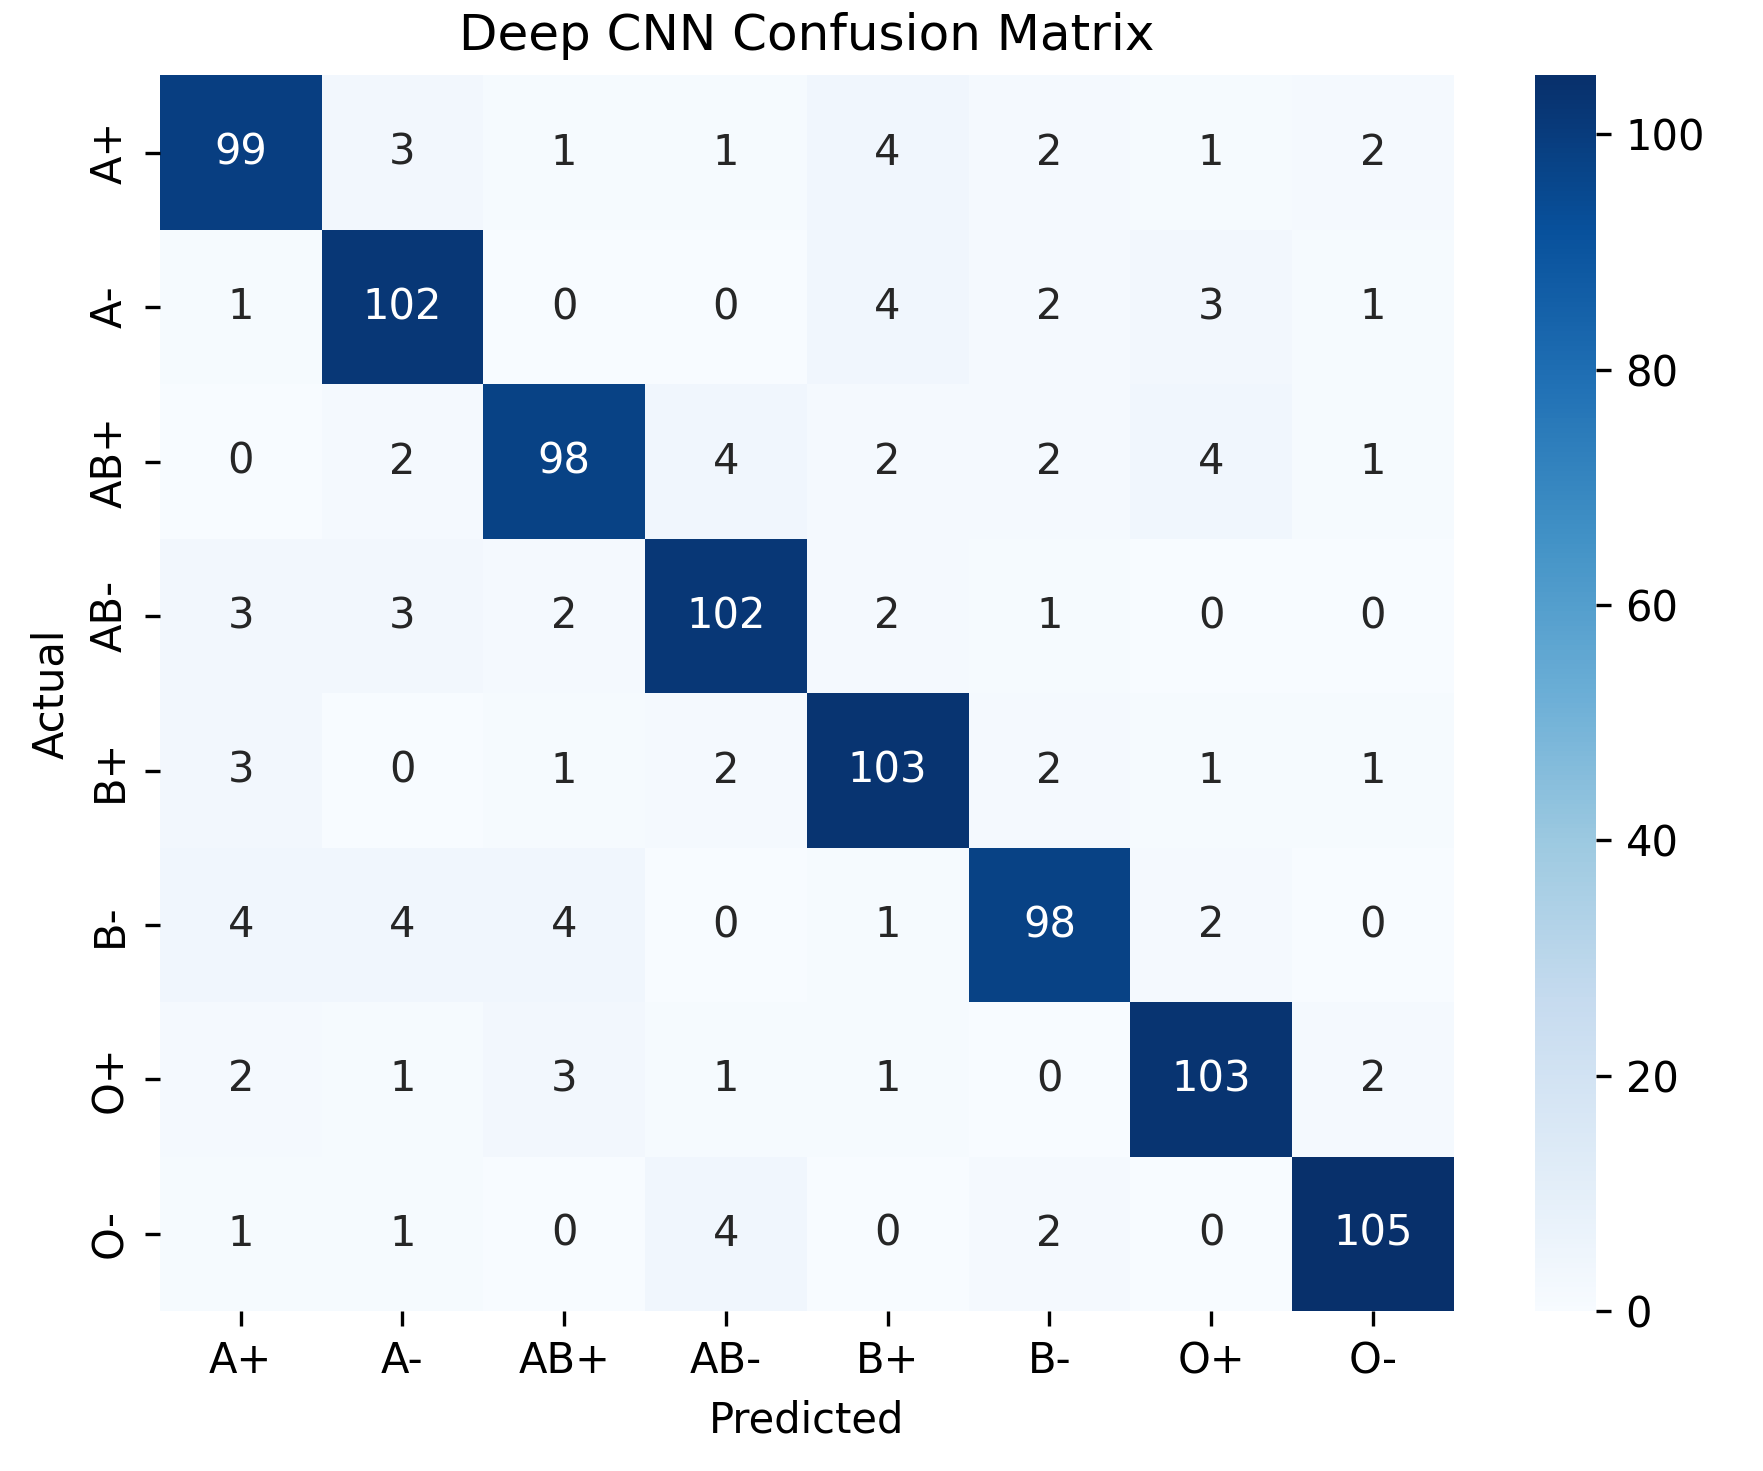 Deep CNN Confusion Matrix
A+ 99 3 1 1 4 2 1 2
A- 1 102 0 0 4 2 3 1
AB+ 0 2 98 4 2 2 4 1
AB- 3 3 2 102 2 1 0 0
B+ 3 0 1 2 103 2 1 1
B- 4 4 4 0 1 98 2 0
O+ 2 1 3 1 1 0 103 2
O- 1 1 0 4 0 2 0 105
A+ A- AB+ AB- B+ B- O+ O-
Predicted
Actual
100
80
60
40
20
0